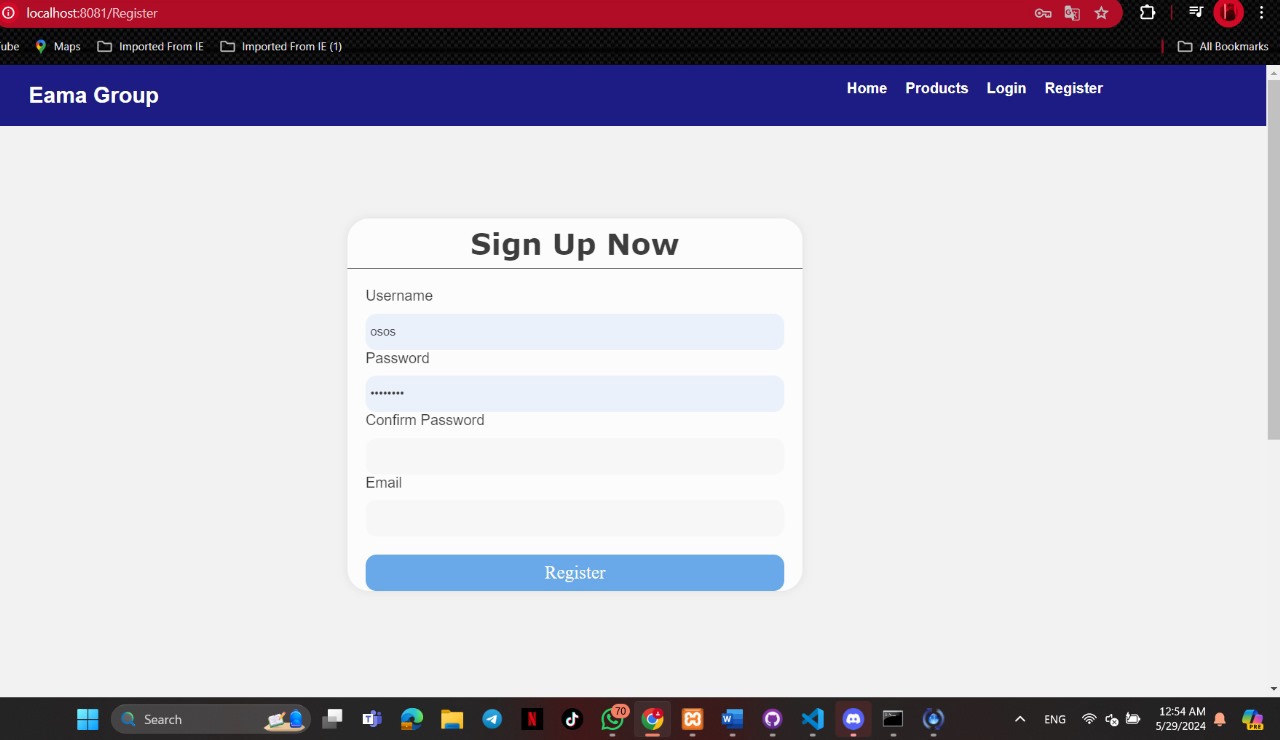 localhost:8081/Register
ube Maps Imported From IE Imported From IE (1) All Bookmarks
Eama Group Home Products Login Register
Sign Up Now
Username
osos
Password
••••••••
Confirm Password
Email
Register
Search 70 ENG 12:54 AM
5/29/2024
PRE